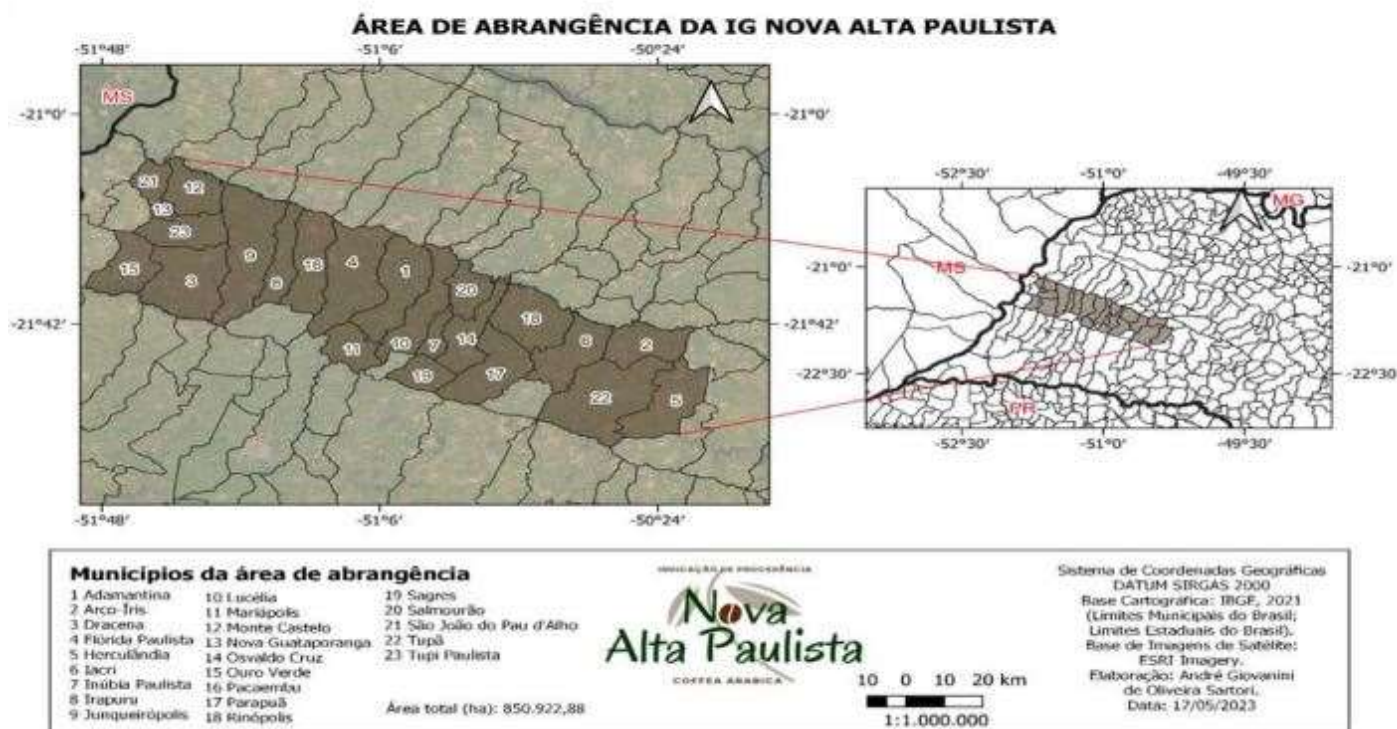 ÁREA DE ABRANGÊNCIA DA IG NOVA ALTA PAULISTA
-51°48' -51°6' -50°24'
MS
-21°0' -21°0'
21 12
13
23
15 3 9 8 18 4 1
20
18
-21°42' -21°42'
11 10 7 14 6 2
19 17
22 5
-51°48' -51°6' -50°24'
-52°30' -51°0' -49°30'
MG
-21°0' MS -21°0'
-22°30' -22°30'
PR
-52°30' -51°0' -49°30'
Municípios da área de abrangência
1 Adamantina
2 Arco-Íris
3 Dracena
4 Flórida Paulista
5 Herculândia
6 Iacri
7 Inúbia Paulista
8 Irapuru
9 Junqueirópolis
10 Lucélia
11 Mariápolis
12 Monte Castelo
13 Nova Guataporanga
14 Osvaldo Cruz
15 Ouro Verde
16 Pacaembu
17 Parapuã
18 Rinópolis
19 Sagres
20 Salmourão
21 São João do Pau d'Alho
22 Tupã
23 Tupi Paulista
Área total (ha): 850.922,88
INDICAÇÃO DE PROCEDÊNCIA
Nova
Alta Paulista
COFFEA ARABICA
10 0 10 20 km
1:1.000.000
Sistema de Coordenadas Geográficas
DATUM SIRGAS 2000
Base Cartográfica: IBGE, 2021
(Limites Municipais do Brasil;
Limites Estaduais do Brasil).
Base de Imagens de Satélite:
ESRI Imagery.
Elaboração: André Giovanini
de Oliveira Sartori.
Data: 17/05/2023